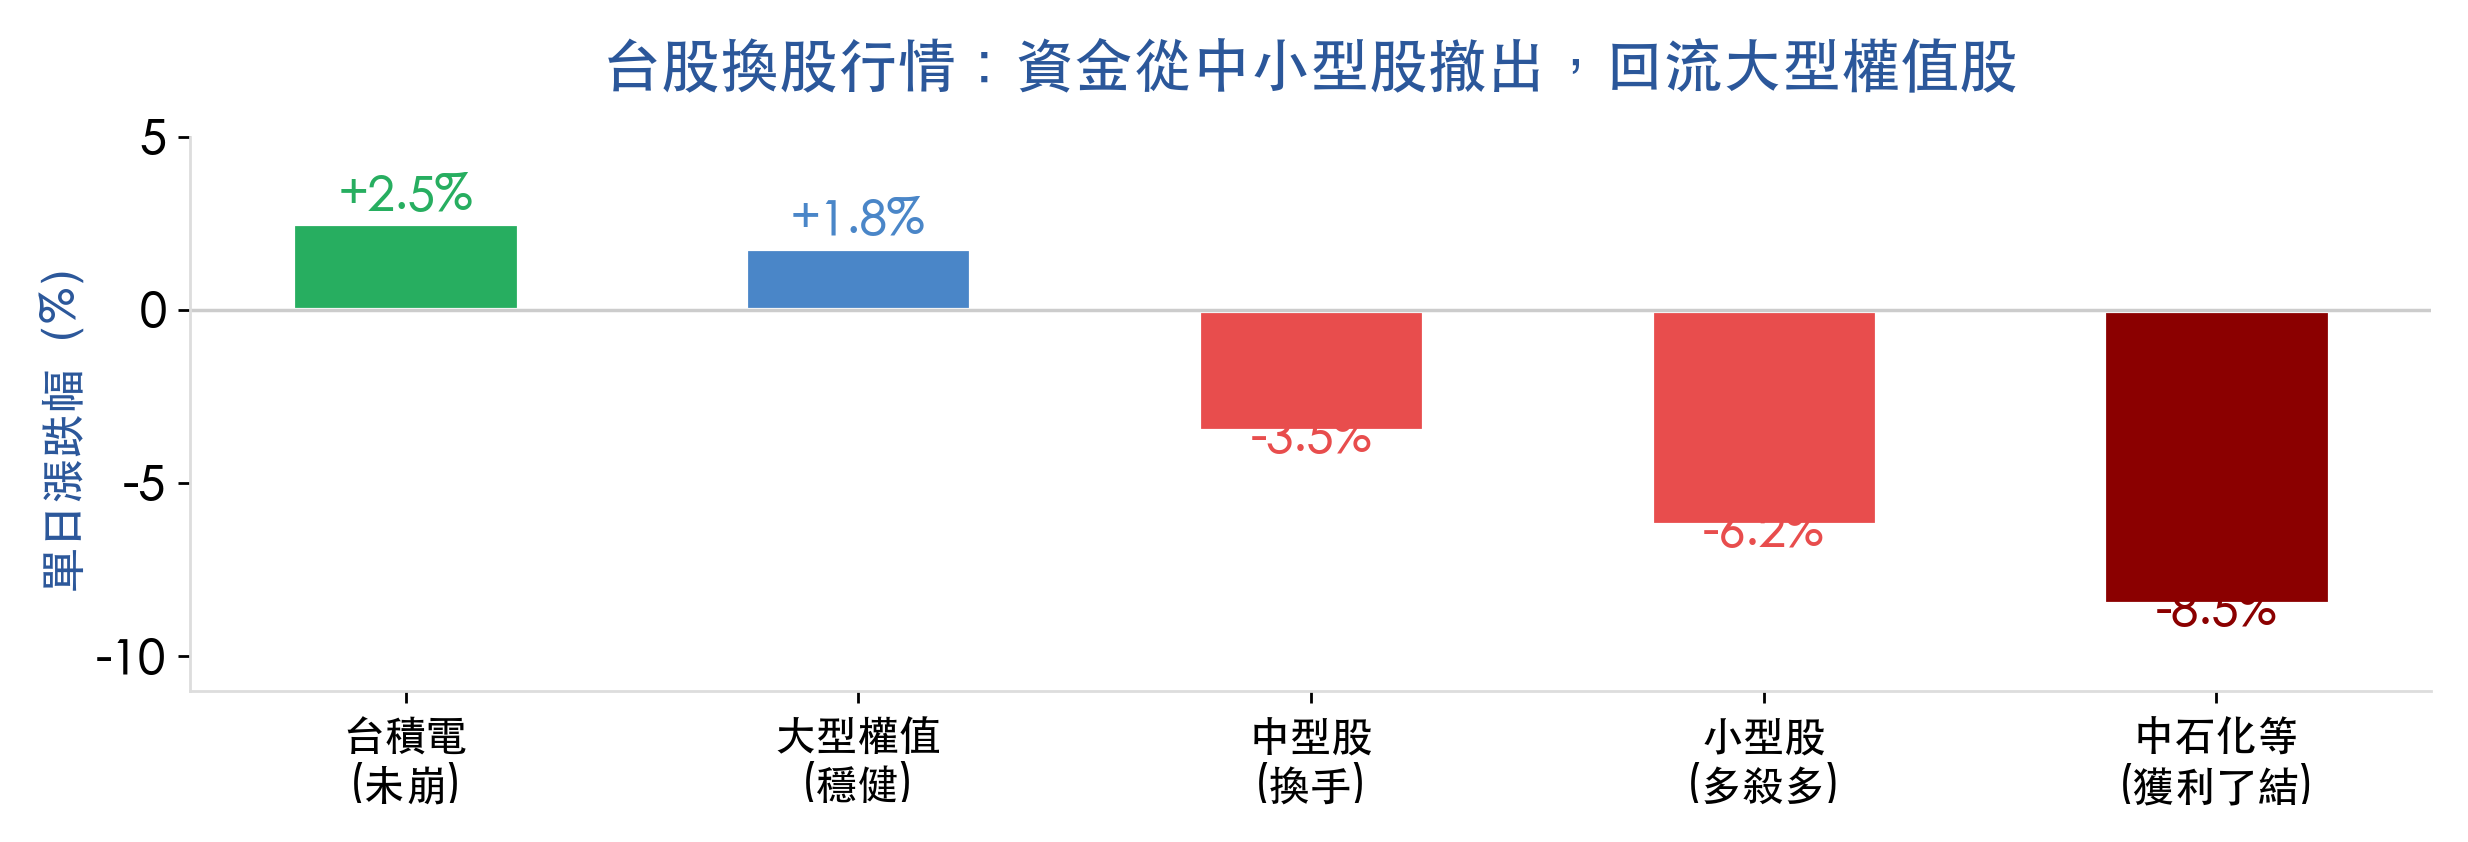 台股換股行情：資金從中小型股撤出，回流大型權值股
單日漲跌幅 (%)
5
0
-5
-10
+2.5%
+1.8%
-3.5%
-6.2%
-8.5%
台積電
(未崩)
大型權值
(穩健)
中型股
(換手)
小型股
(多殺多)
中石化等
(獲利了結)